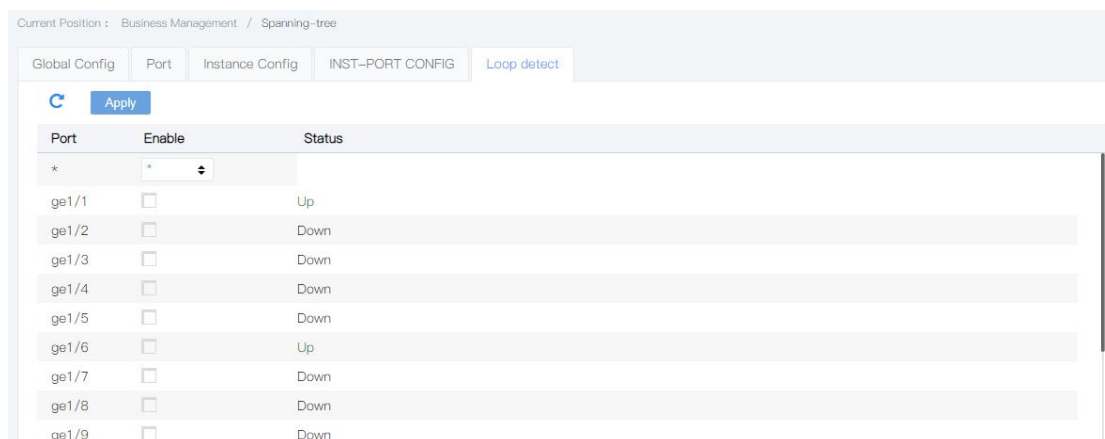 Current Position : Business Management / Spanning-tree
Global Config Port Instance Config INST-PORT CONFIG Loop detect
Apply
Port Enable Status
* *
ge1/1 Up
ge1/2 Down
ge1/3 Down
ge1/4 Down
ge1/5 Down
ge1/6 Up
ge1/7 Down
ge1/8 Down
ge1/9 Down